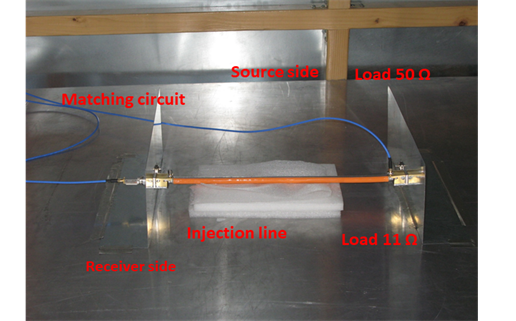 Source side
Load 50 Ω
Matching circuit
Injection line
Load 11 Ω
Receiver side